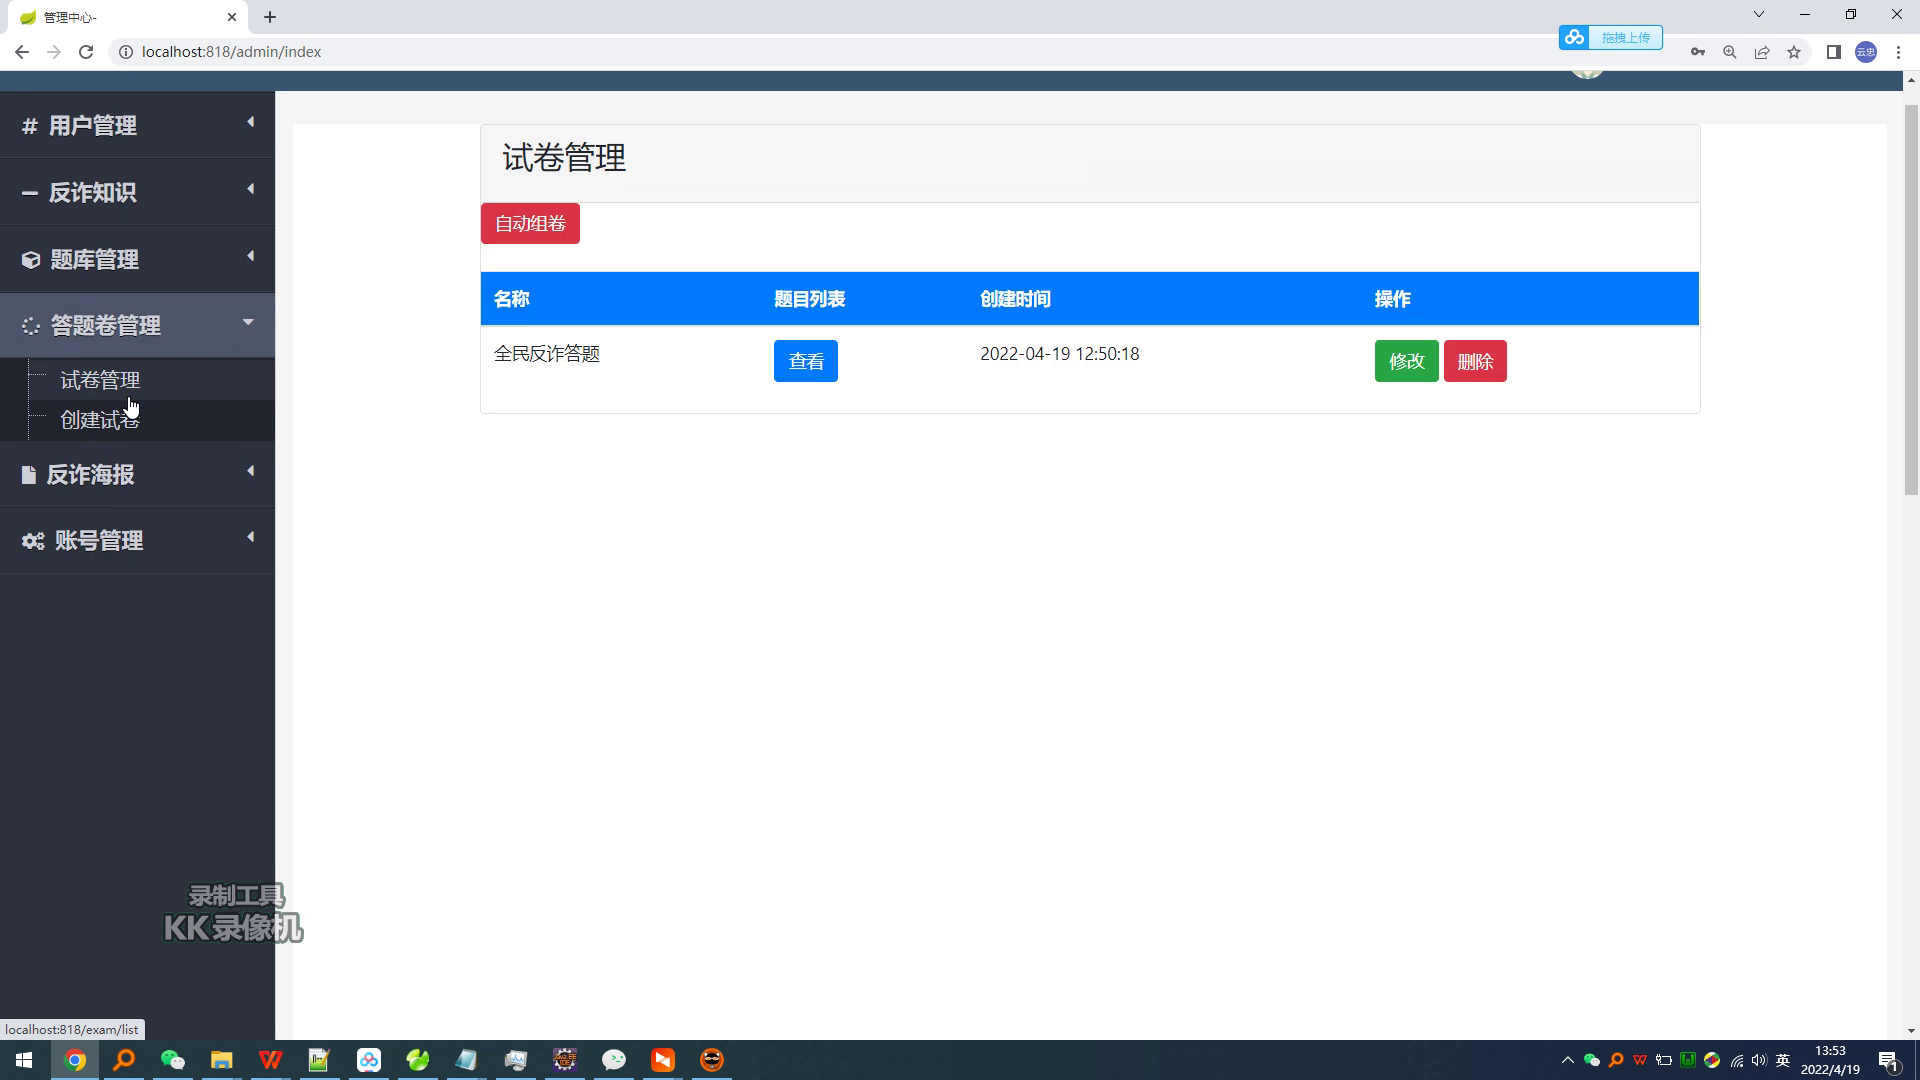 管理中心-
localhost:818/admin/index
拖拽上传
云忠
用户管理
反诈知识
题库管理
答题卷管理
试卷管理
创建试卷
反诈海报
账号管理
试卷管理
自动组卷
名称 题目列表 创建时间 操作
全民反诈答题 查看 2022-04-19 12:50:18 修改 删除
录制工具
KK录像机
localhost:818/exam/list
英
13:53
2022/4/19
1